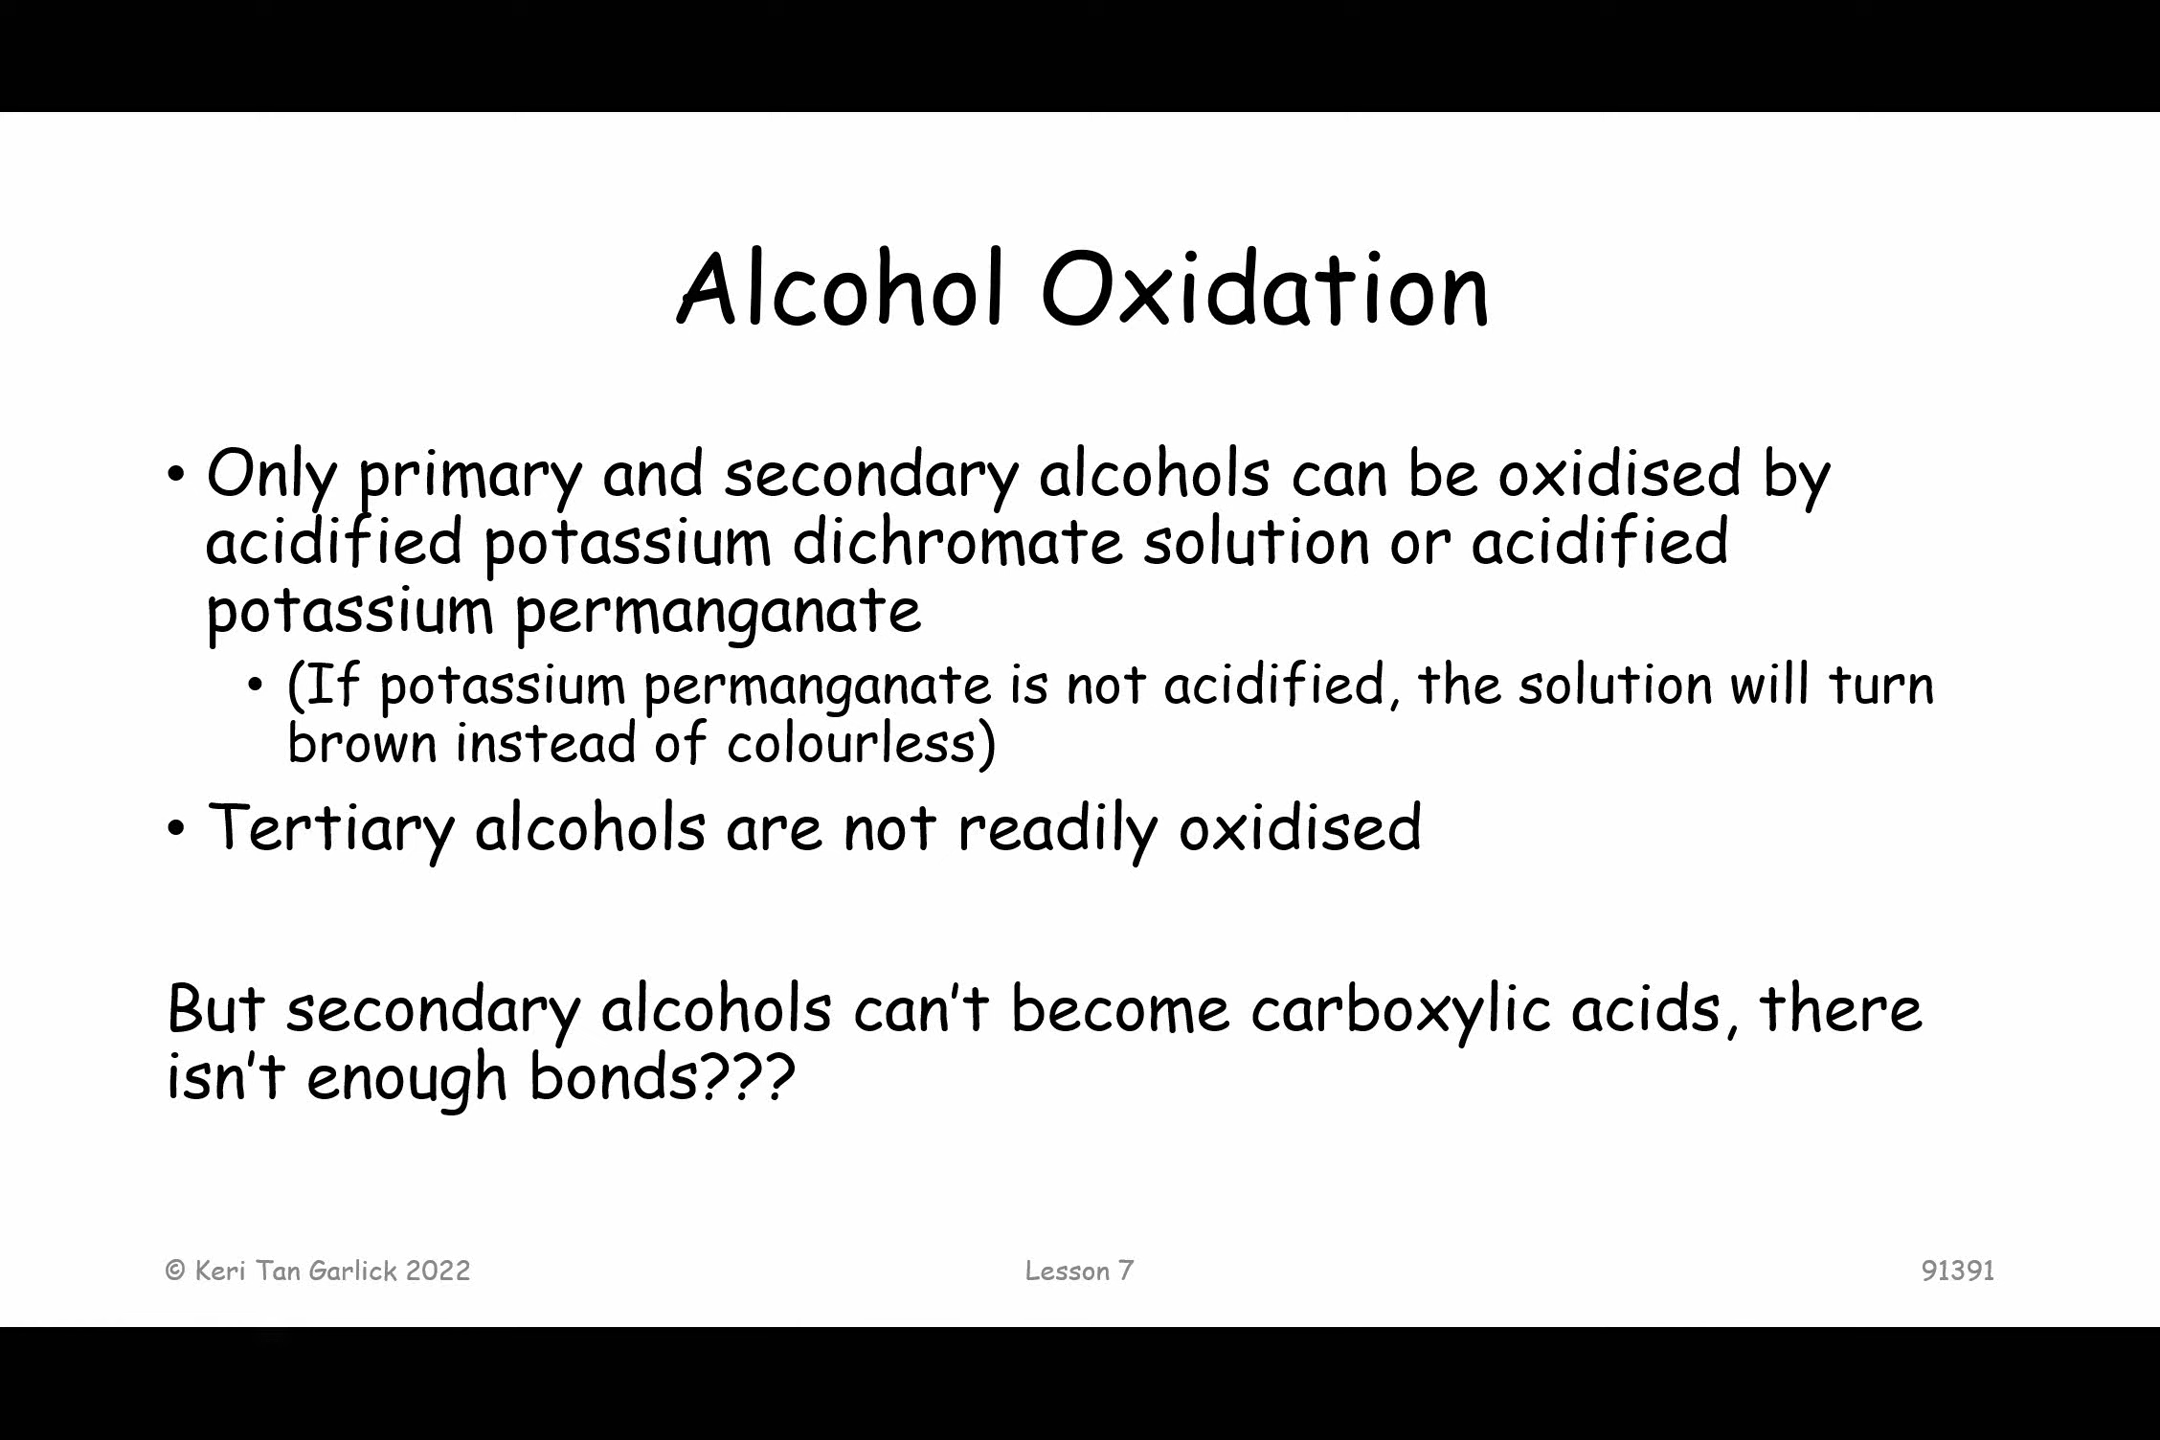 Alcohol Oxidation
• Only primary and secondary alcohols can be oxidised by
acidified potassium dichromate solution or acidified
potassium permanganate
• (If potassium permanganate is not acidified, the solution will turn
brown instead of colourless)
• Tertiary alcohols are not readily oxidised
But secondary alcohols can’t become carboxylic acids, there
isn’t enough bonds???
© Keri Tan Garlick 2022
Lesson 7
91391